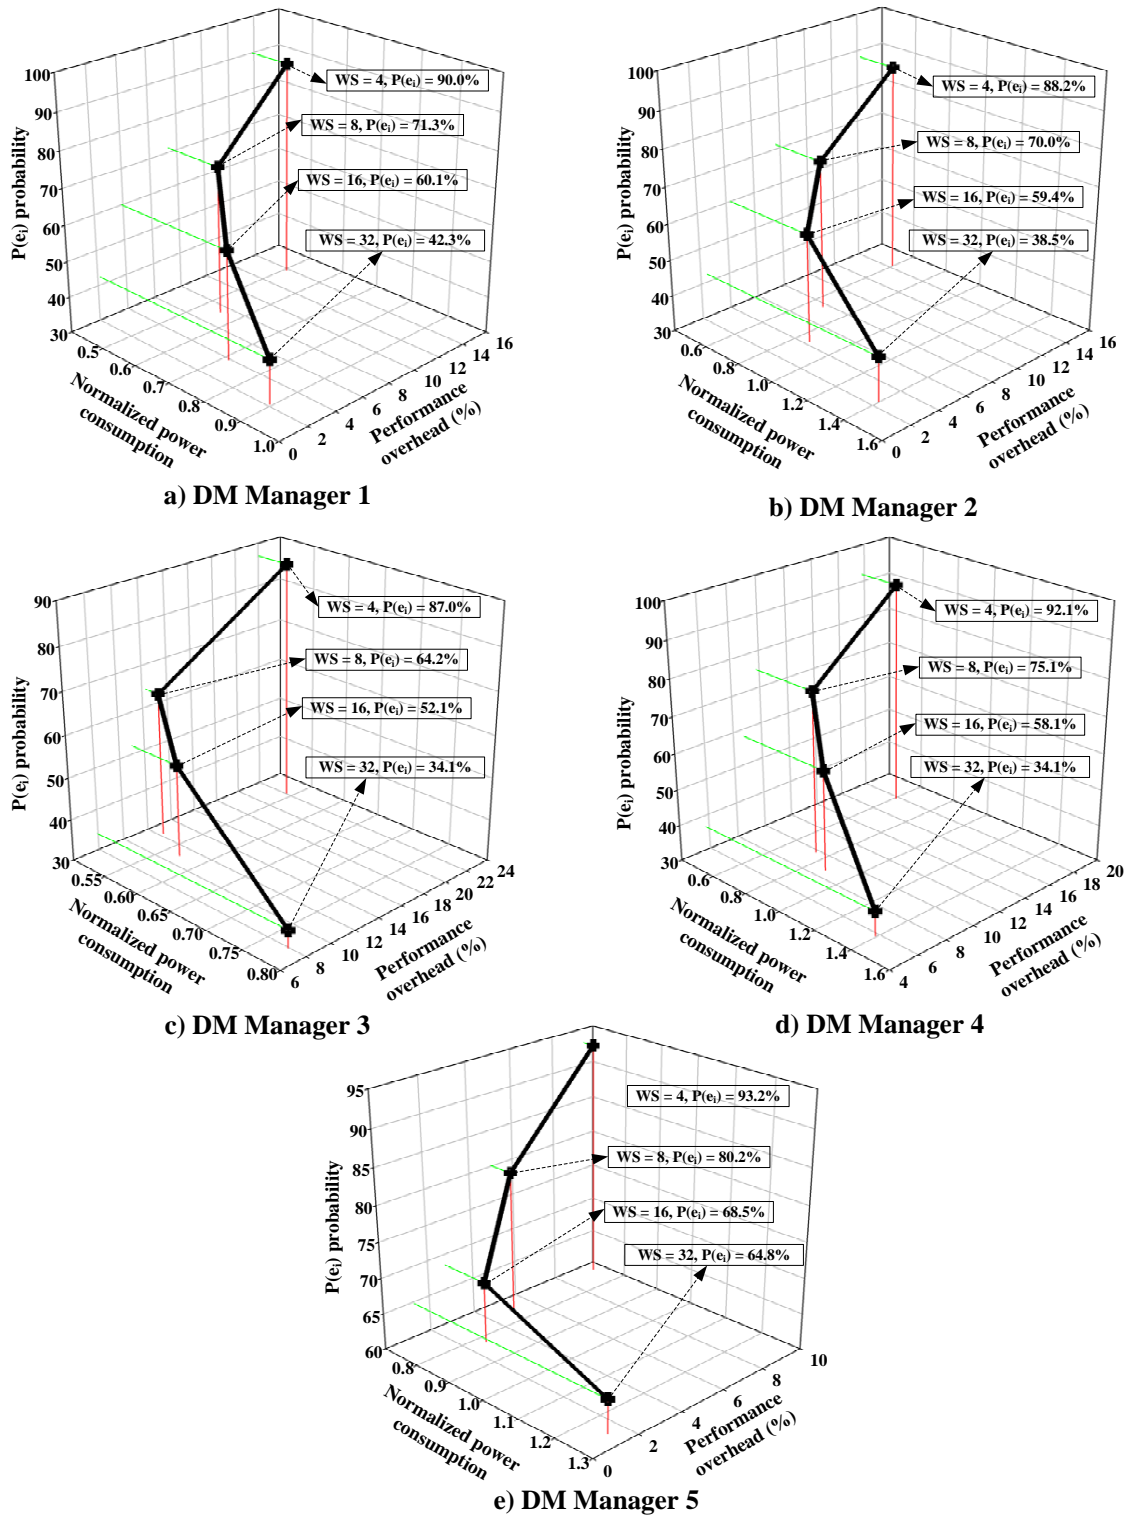 100
90
80
70
60
50
40
30
P(ei) probability
WS = 4, P(ei) = 90.0%
WS = 8, P(ei) = 71.3%
WS = 16, P(ei) = 60.1%
WS = 32, P(ei) = 42.3%
0.5
0.6
0.7
0.8
0.9
1.0
Normalized power
consumption
0
2
4
6
8
10
12
14
16
Performance
overhead (%)
a) DM Manager 1
100
90
80
70
60
50
40
30
P(ei) probability
WS = 4, P(ei) = 88.2%
WS = 8, P(ei) = 70.0%
WS = 16, P(ei) = 59.4%
WS = 32, P(ei) = 38.5%
0.6
0.8
1.0
1.2
1.4
1.6
Normalized power
consumption
0
2
4
6
8
10
12
14
16
Performance
overhead (%)
b) DM Manager 2
90
80
70
60
50
40
30
P(ei) probability
WS = 4, P(ei) = 87.0%
WS = 8, P(ei) = 64.2%
WS = 16, P(ei) = 52.1%
WS = 32, P(ei) = 34.1%
0.55
0.60
0.65
0.70
0.75
0.80
Normalized power
consumption
6
8
10
12
14
16
18
20
22
24
Performance
overhead (%)
c) DM Manager 3
100
90
80
70
60
50
40
30
P(ei) probability
WS = 4, P(ei) = 92.1%
WS = 8, P(ei) = 75.1%
WS = 16, P(ei) = 58.1%
WS = 32, P(ei) = 34.1%
0.6
0.8
1.0
1.2
1.4
1.6
Normalized power
consumption
4
6
8
10
12
14
16
18
20
Performance
overhead (%)
d) DM Manager 4
95
90
85
80
75
70
65
60
P(ei) probability
WS = 4, P(ei) = 93.2%
WS = 8, P(ei) = 80.2%
WS = 16, P(ei) = 68.5%
WS = 32, P(ei) = 64.8%
0.8
0.9
1.0
1.1
1.2
1.3
Normalized power
consumption
0
2
4
6
8
10
Performance
overhead (%)
e) DM Manager 5